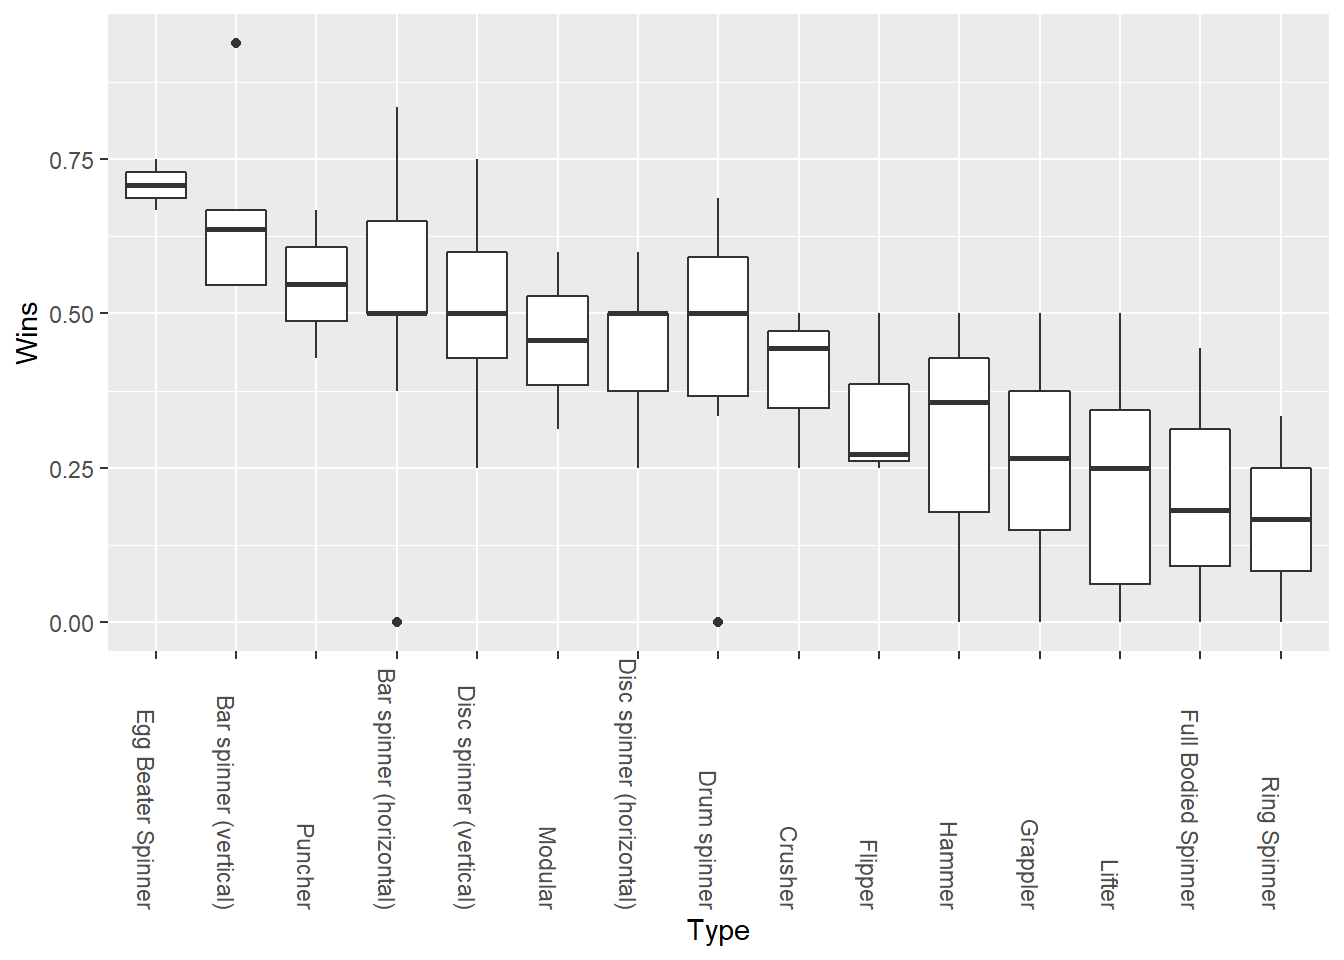 Wins
0.75
0.50
0.25
0.00
Egg Beater Spinner
Bar spinner (vertical)
Puncher
Bar spinner (horizontal)
Disc spinner (vertical)
Modular
Disc spinner (horizontal)
Drum spinner
Crusher
Flipper
Hammer
Grappler
Lifter
Full Bodied Spinner
Ring Spinner
Type